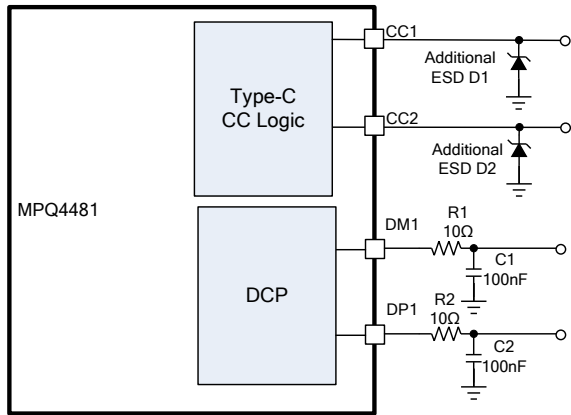 CC1
Additional
ESD D1
Type-C
CC Logic
CC2
Additional
ESD D2
MPQ4481
DM1
R1
10Ω
C1
100nF
DCP
DP1
R2
10Ω
C2
100nF